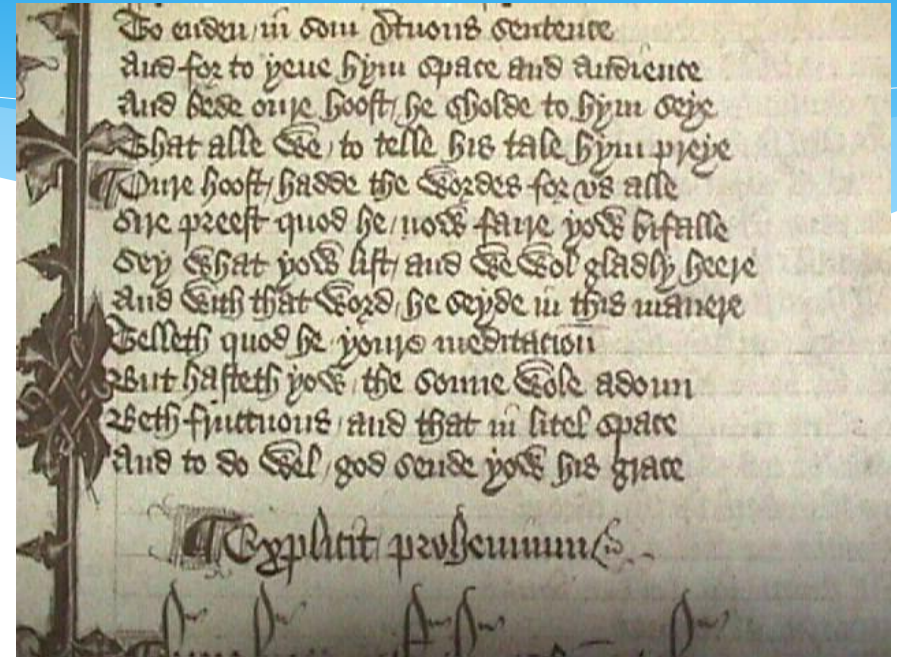 To enden / in som ꝟtuous sentence
And for to yeue hym space and audience
And bede oure hoost / he sholde to hym seye
That alle we / to telle his tale hym preye
¶ Oure hoost / hadde the wordes for vs alle
Sire preest quod he / now faire yow bifalle
Sey what yow list / and we wol gladly heere
And with that word / he seyde in this manere
Telleth quod he / youre meditacion
But hasteth yow / the sonne wole adoun
Beth fructuous / and that in litel space
And to do wel / god sende yow his grace
¶ Explicit prohemium